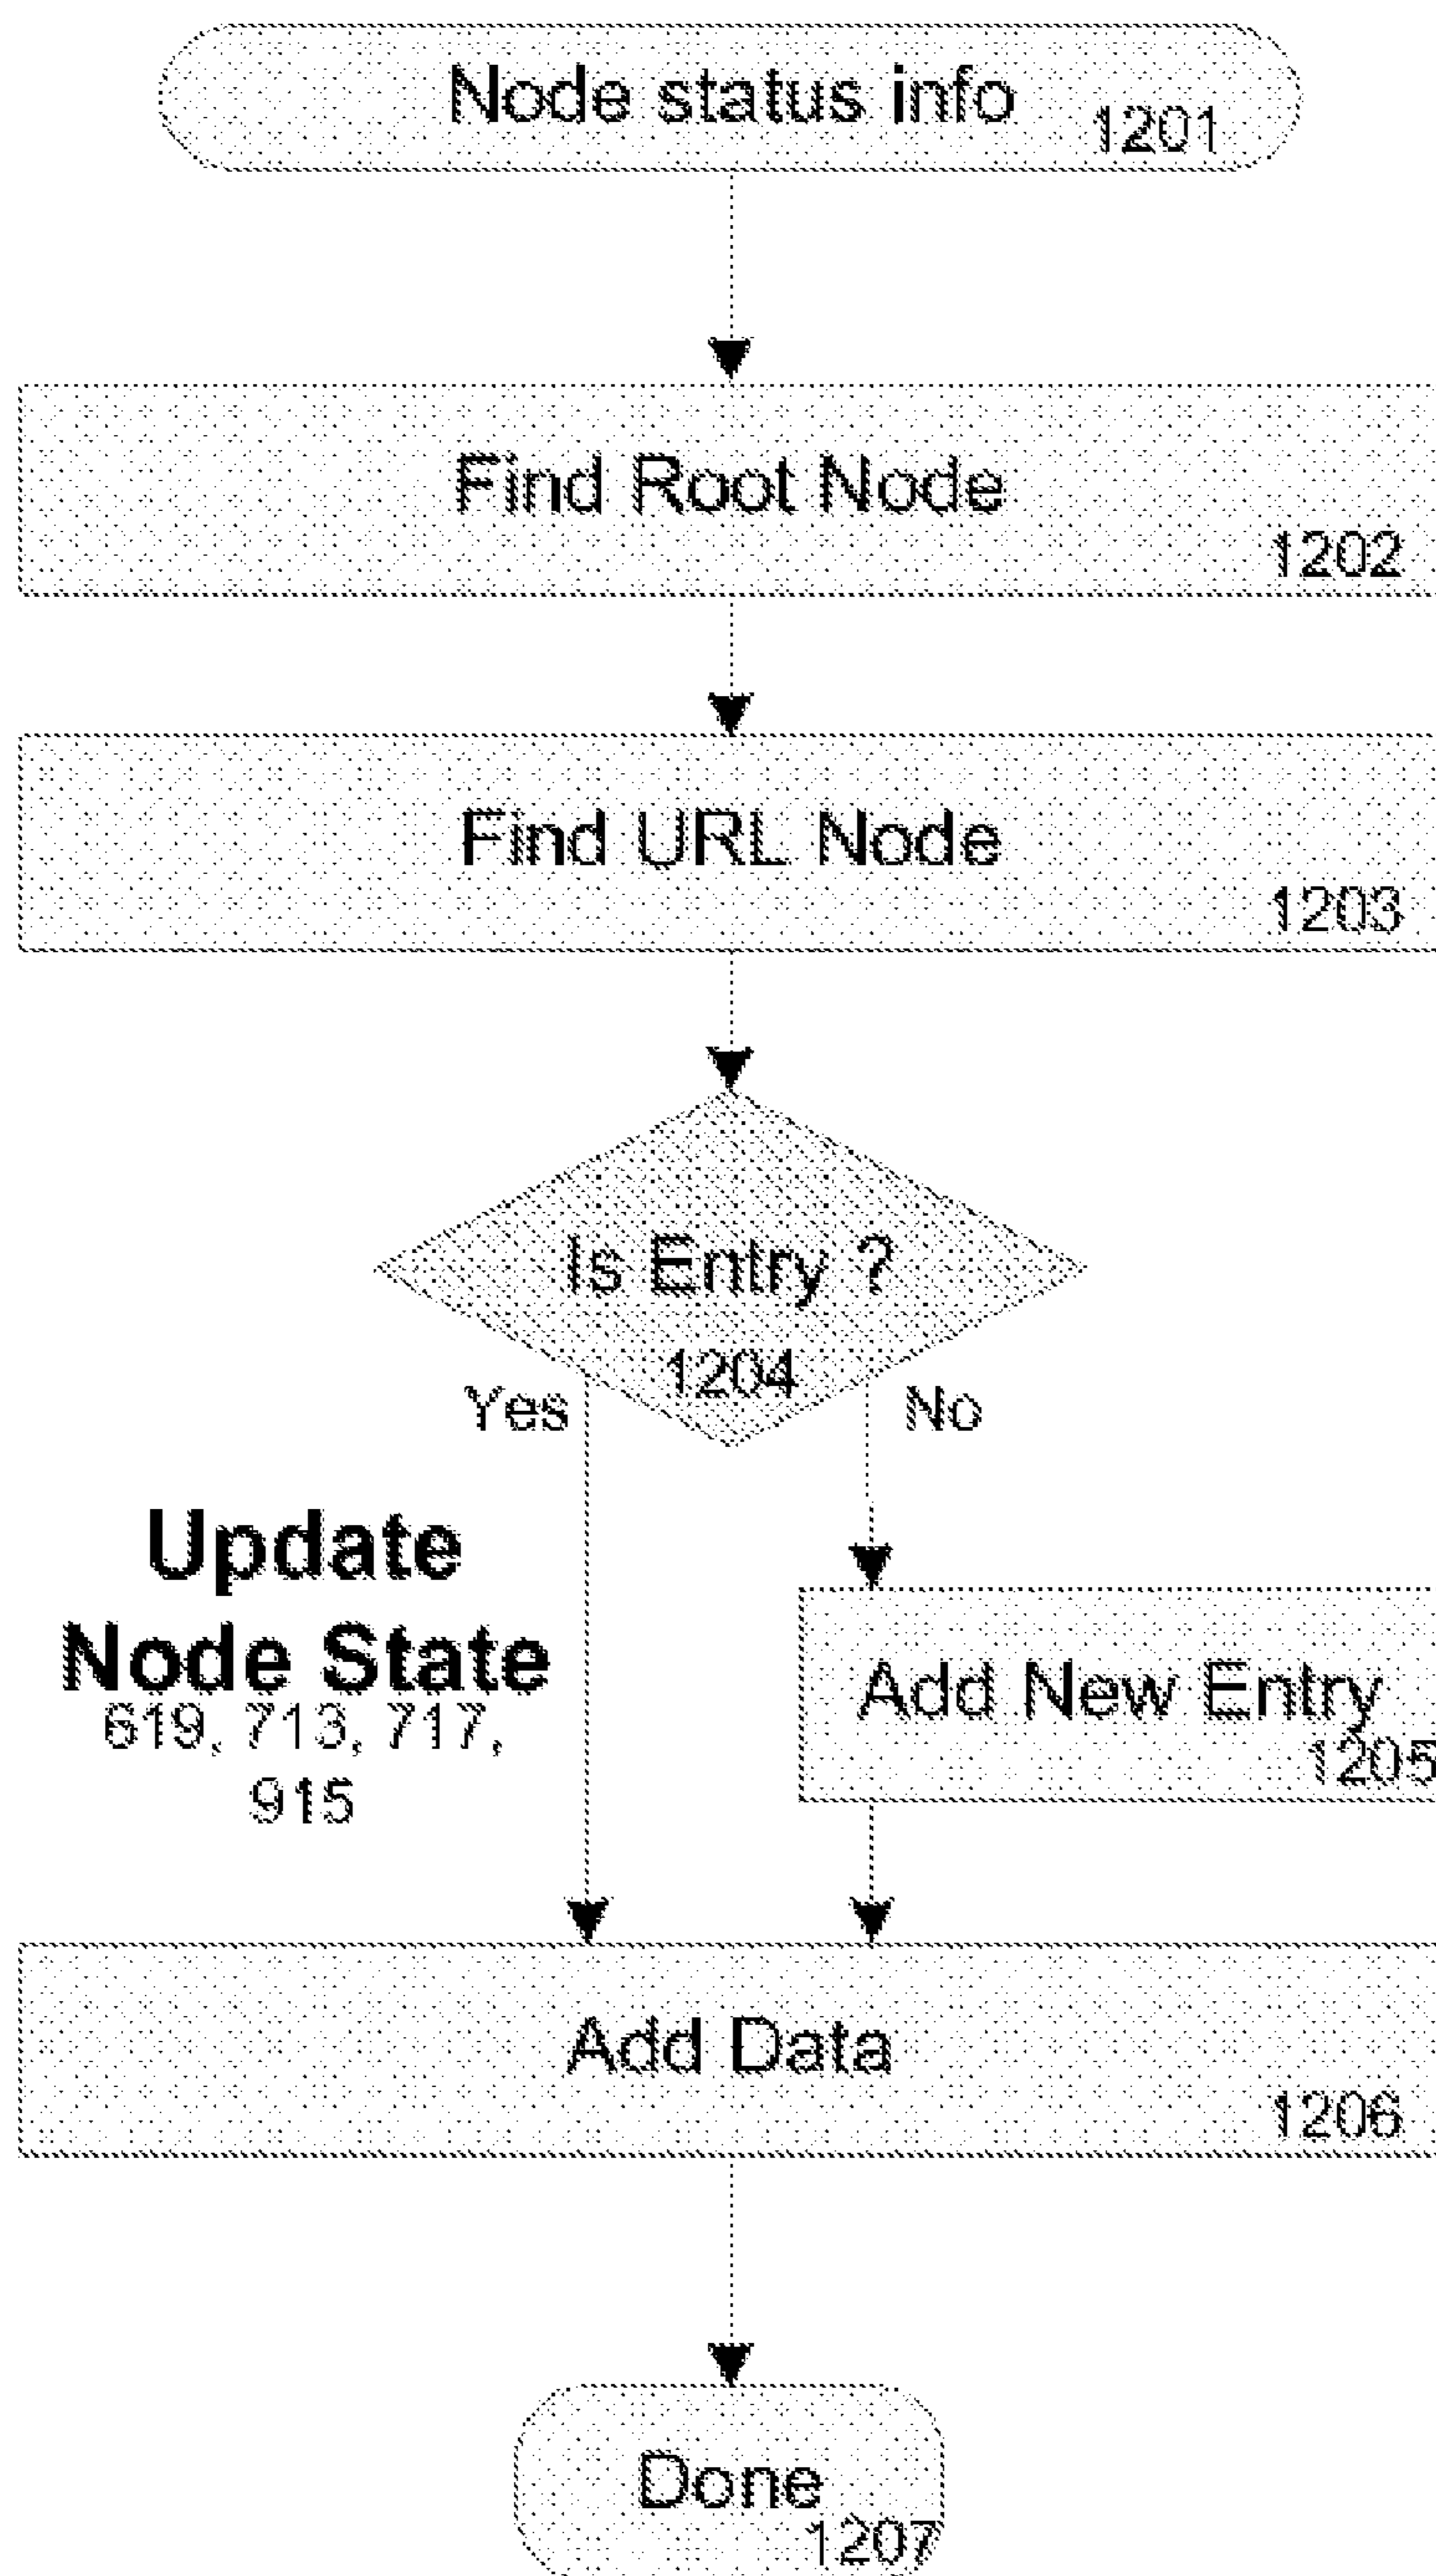 Node status info
1201
Find Root Node
1202
Find URL Node
1203
Is Entry ?
1204
Yes
No
Update
Node State
619, 713, 717,
915
Add New Entry
1205
Add Data
1206
Done
1207